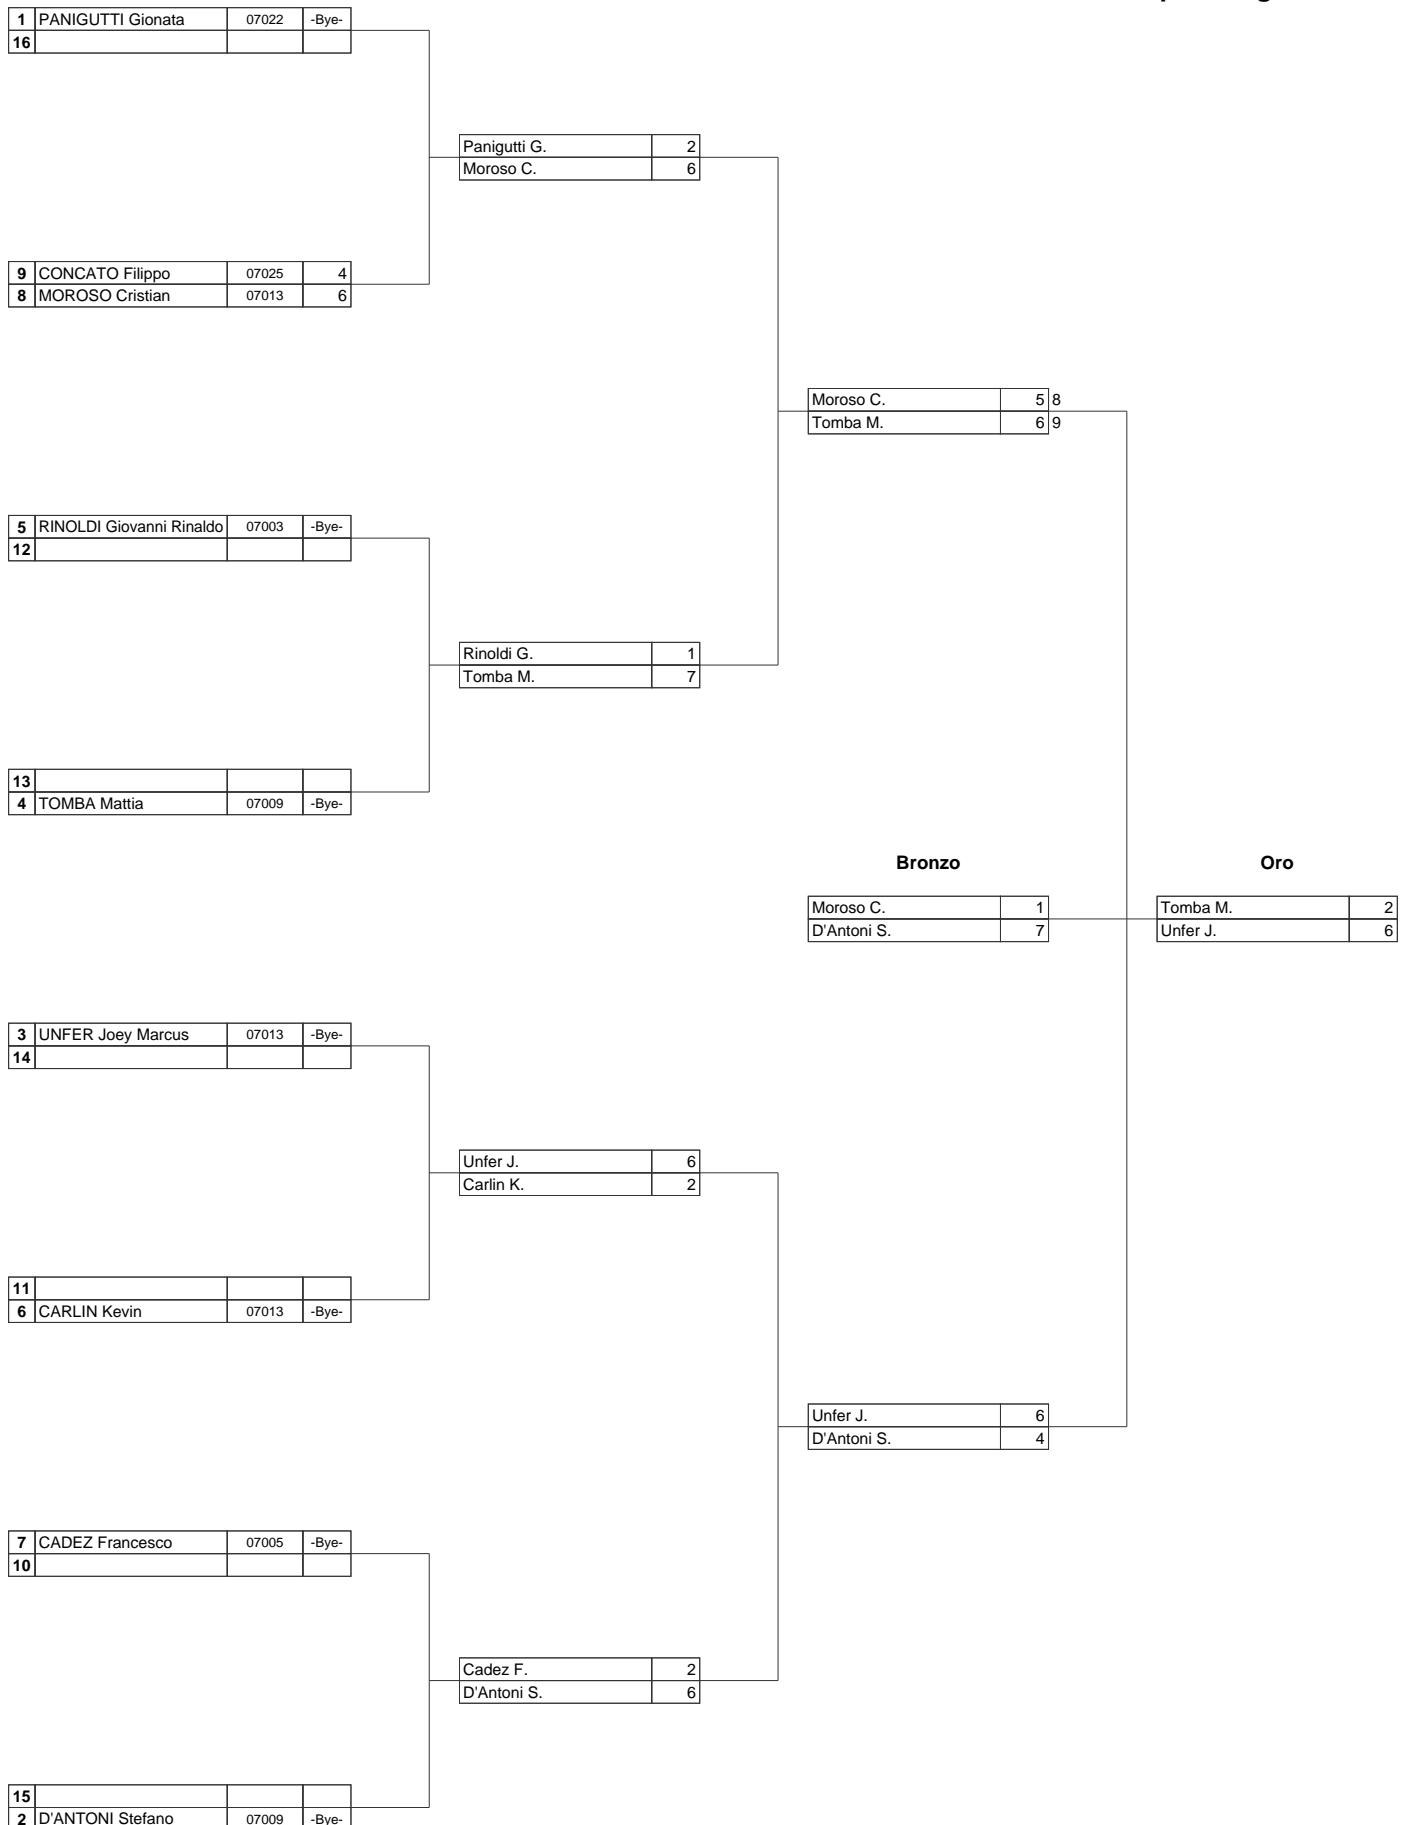 1 PANIGUTTI Gionata 07022 -Bye-
16
Panigutti G. 2
Moroso C. 6
9 CONCATO Filippo 07025 4
8 MOROSO Cristian 07013 6
Moroso C. 5 8
Tomba M. 6 9
5 RINOLDI Giovanni Rinaldo 07003 -Bye-
12
Rinoldi G. 1
Tomba M. 7
13
4 TOMBA Mattia 07009 -Bye-
Bronzo Oro
Moroso C. 1 Tomba M. 2
D'Antoni S. 7 Unfer J. 6
3 UNFER Joey Marcus 07013 -Bye-
14
Unfer J. 6
Carlin K. 2
11
6 CARLIN Kevin 07013 -Bye-
Unfer J. 6
D'Antoni S. 4
7 CADEZ Francesco 07005 -Bye-
10
Cadez F. 2
D'Antoni S. 6
15
2 D'ANTONI Stefano 07009 -Bye-